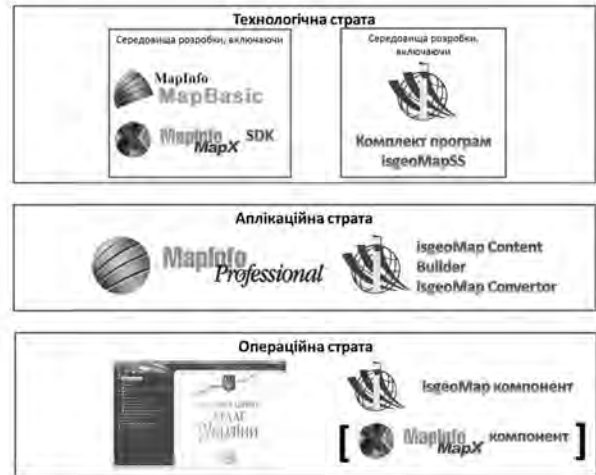 Технологічна страта
Середовища розробки, включаючи
MapInfo
MapBasic
MapInfo SDK
MapX
Середовища розробки,
включаючи
Комплект програм
isgeoMapSS
Аплікаційна страта
MapInfo
Professional
isgeoMap Content
Builder
isgeoMap Convertor
Операційна страта
України
isgeoMap компонент
[ MapInfo компонент ]
MapX